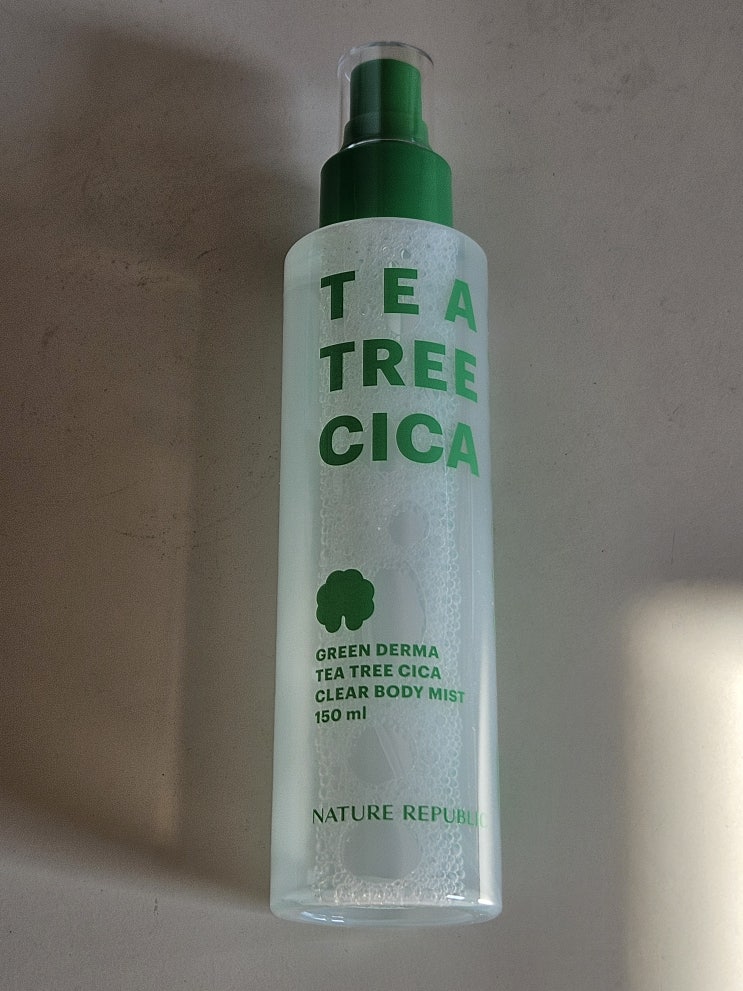 TEA
TREE
CICA
GREEN DERMA
TEA TREE CICA
CLEAR BODY MIST
150 ml
NATURE REPUBLIC